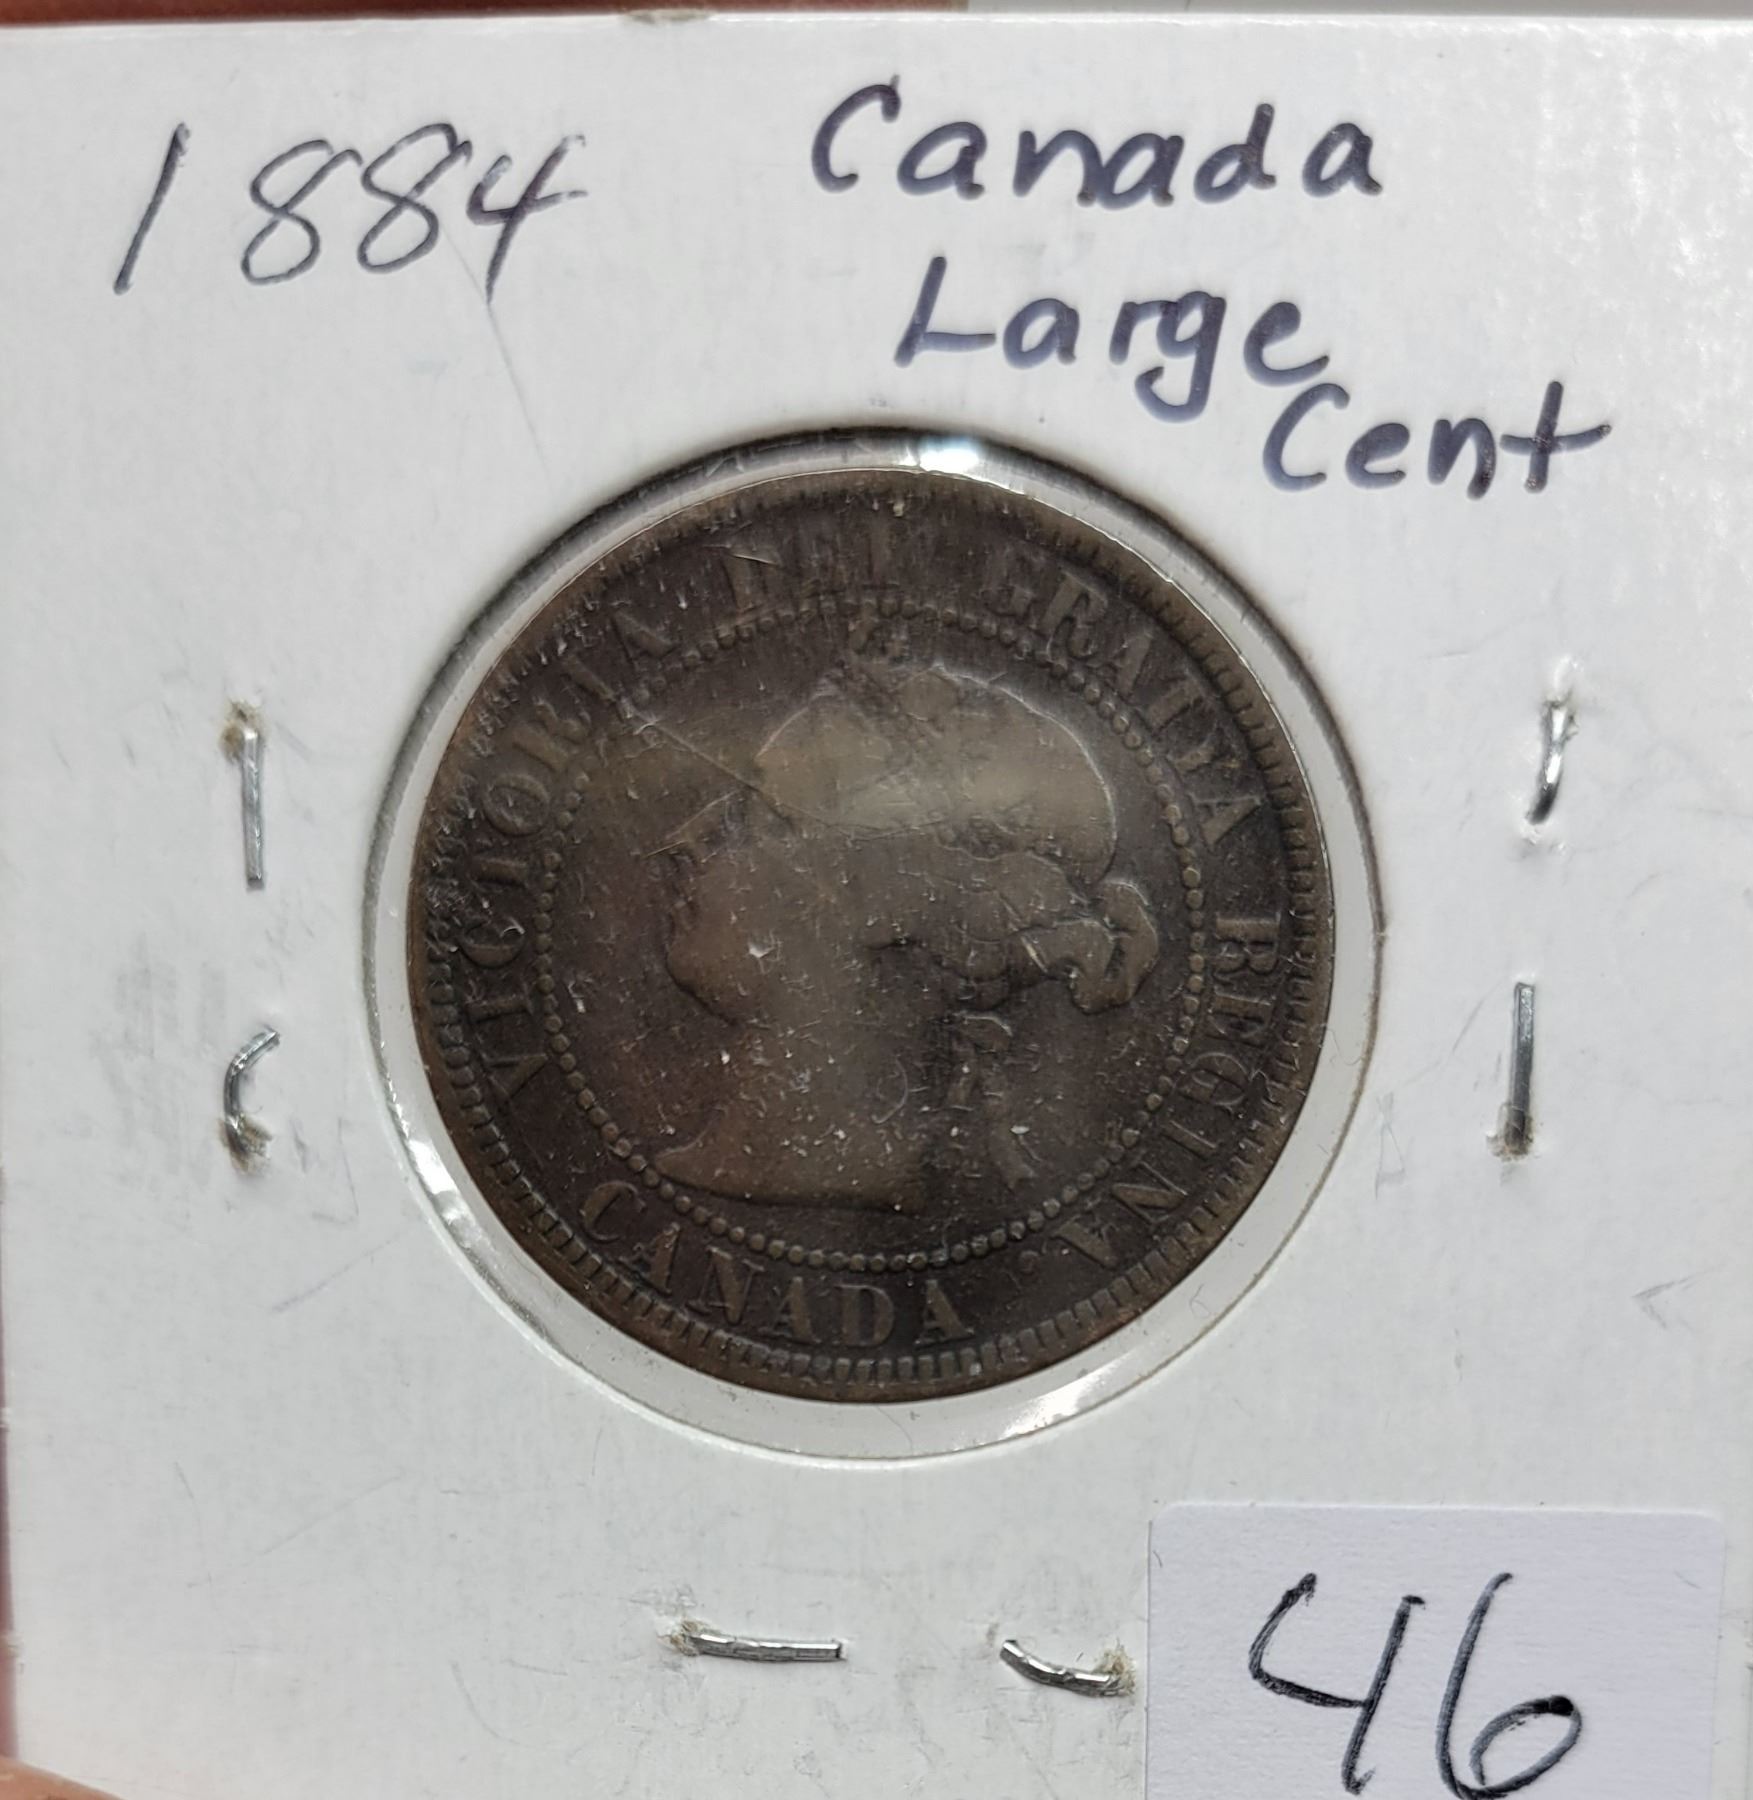 1884
Canada
Large
Cent
VICTORIA DEI GRATIA REGINA.
CANADA
46